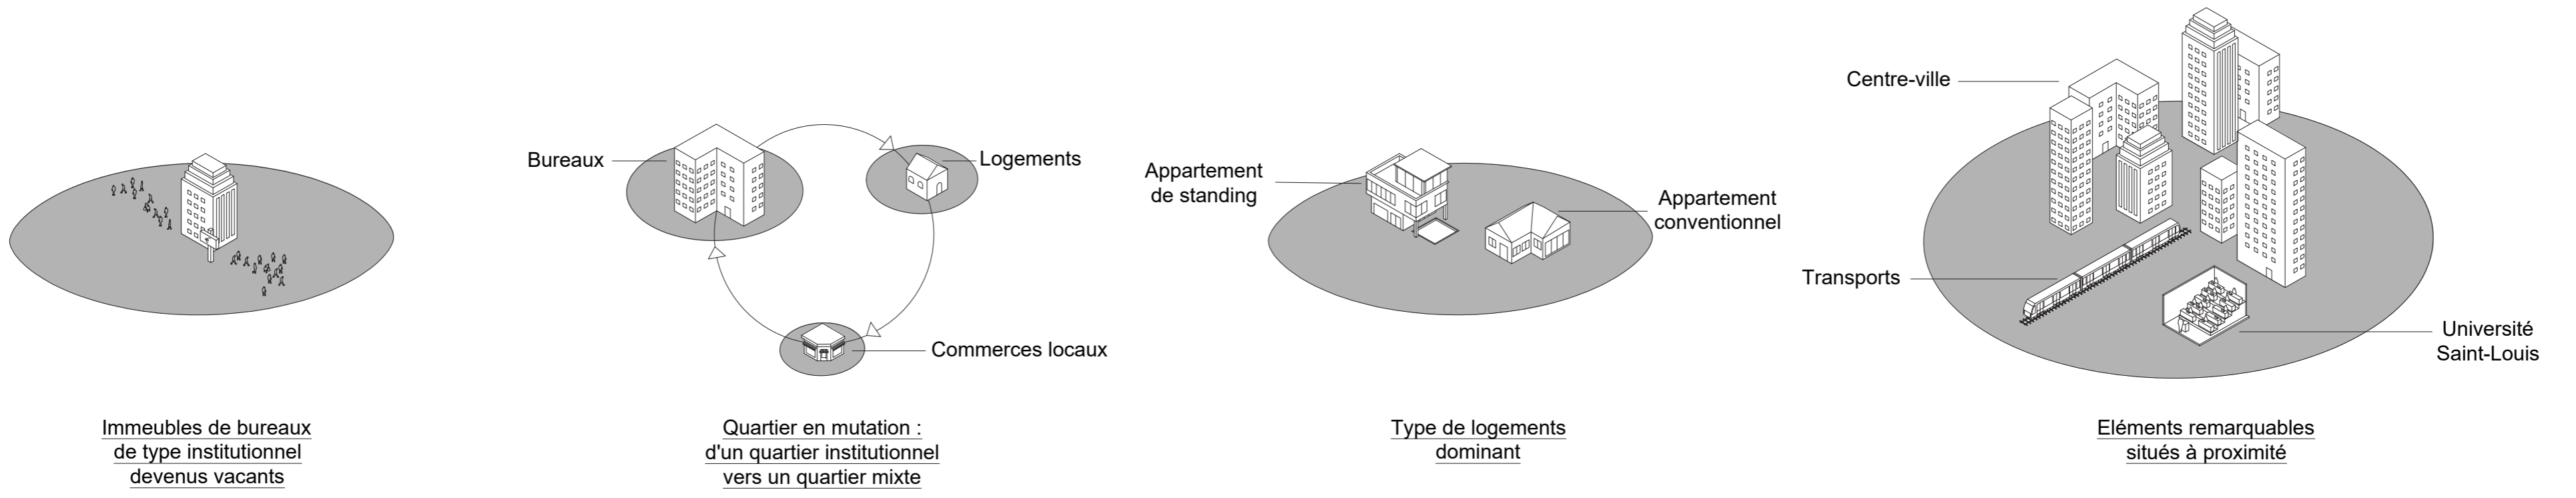 Immeubles de bureaux
de type institutionnel
devenus vacants
Bureaux
Logements
Commerces locaux
Quartier en mutation :
d'un quartier institutionnel
vers un quartier mixte
Appartement
de standing
Appartement
conventionnel
Type de logements
dominant
Centre-ville
Transports
Université
Saint-Louis
Eléments remarquables
situés à proximité